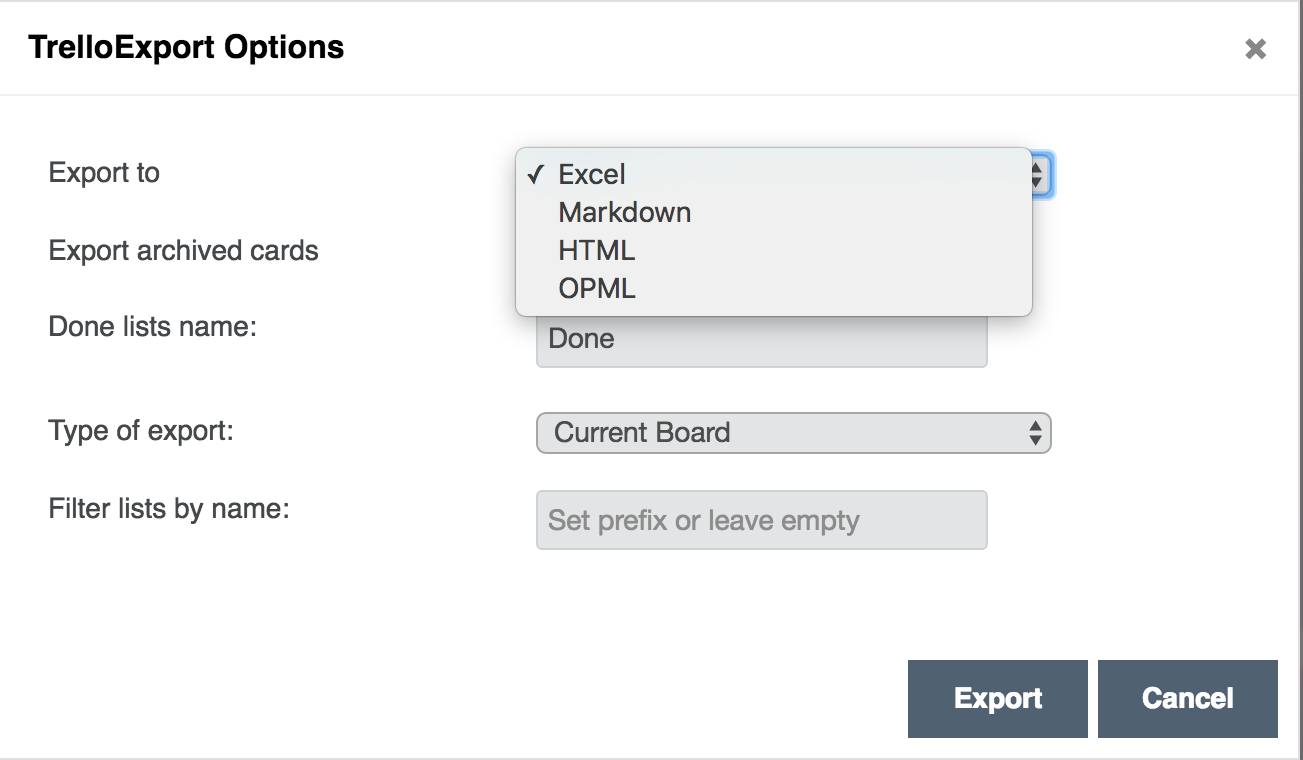 TrelloExport Options
Export to
✓ Excel
Markdown
HTML
OPML
Export archived cards
Done lists name:
Done
Type of export:
Current Board
Filter lists by name:
Set prefix or leave empty
Export
Cancel